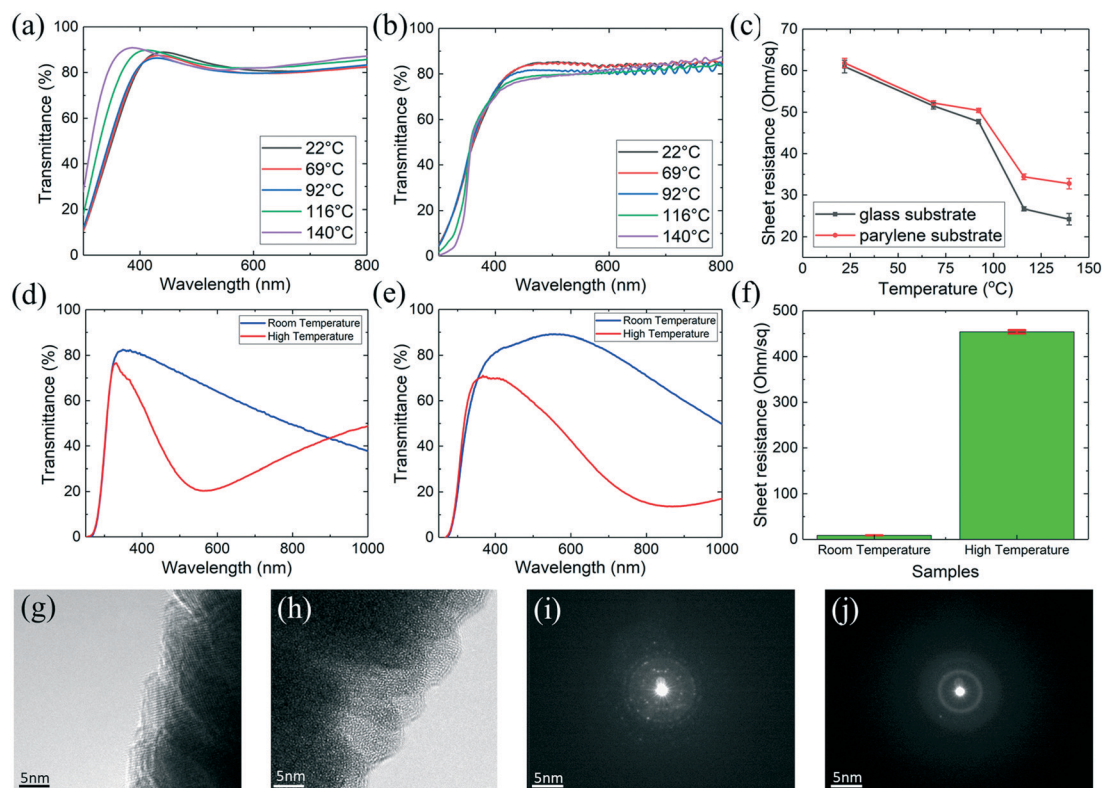 (a)
100
80
60
40
20
0
Transmittance (%)
22°C
69°C
92°C
116°C
140°C
400
600
800
Wavelength (nm)
(b)
100
80
60
40
20
0
Transmittance (%)
22°C
69°C
92°C
116°C
140°C
300
400
500
600
700
800
Wavelength (nm)
(c)
70
60
50
40
30
20
Sheet resistance (Ohm/sq)
glass substrate
parylene substrate
0
25
50
75
100
125
150
Temperature (°C)
(d)
100
80
60
40
20
0
Transmittance (%)
Room Temperature
High Temperature
400
600
800
1000
Wavelength (nm)
(e)
100
80
60
40
20
0
Transmittance (%)
Room Temperature
High Temperature
400
600
800
1000
Wavelength (nm)
(f)
500
400
300
200
100
0
Sheet resistance (Ohm/sq)
Room Temperature
High Temperature
Samples
(g)
5nm
(h)
5nm
(i)
5nm
(j)
5nm